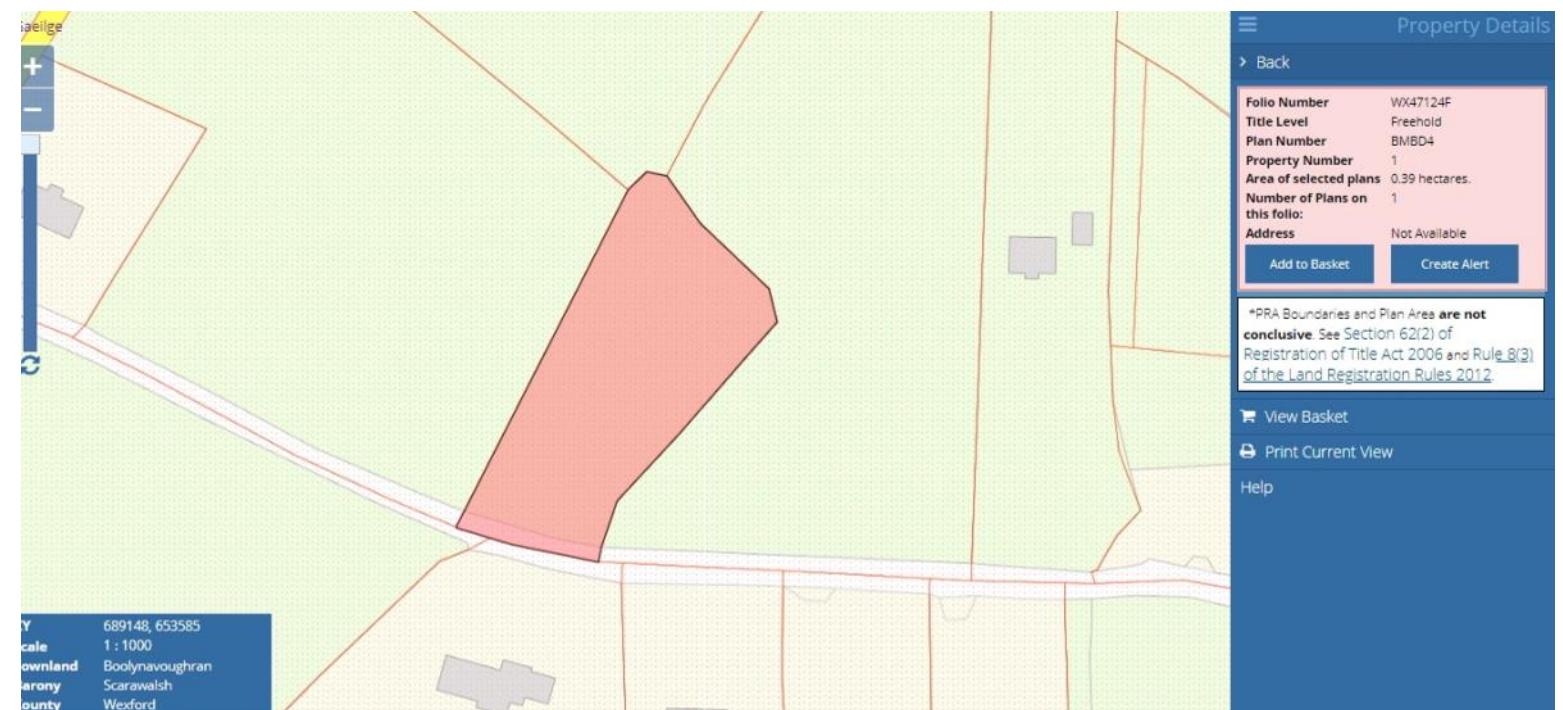 aeilge
Property Details
Back
Folio Number WX47124F
Title Level Freehold
Plan Number BMBD4
Property Number 1
Area of selected plans 0.39 hectares.
Number of Plans on 1
this folio:
Address Not Available
Add to Basket Create Alert
*PRA Boundaries and Plan Area are not
conclusive. See Section 62(2) of
Registration of Title Act 2006 and Rule 8(3)
of the Land Registration Rules 2012.
View Basket
Print Current View
Help
Y 689148, 653585
cale 1 : 1000
ownland Boolynavoughran
arony Scarawalsh
ounty Wexford